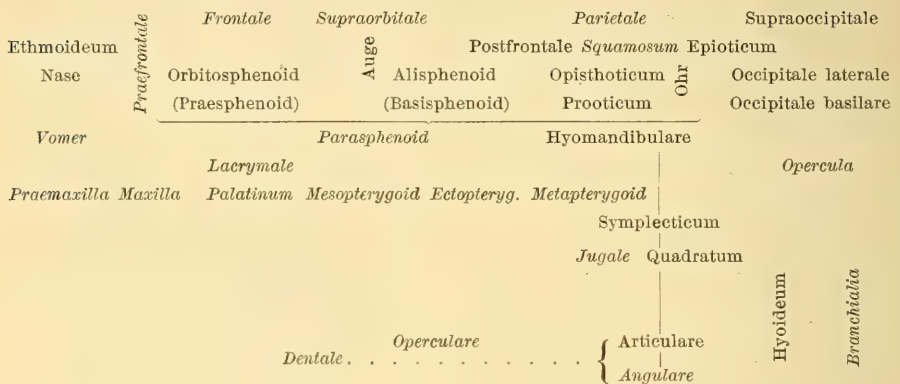 Frontale Supraorbitale Parietale Supraoccipitale
Ethmoideum Praefrontale Auge Postfrontale Squamosum Epioticum
Nase Orbitosphenoid Alisphenoid Opisthoticum Ohr Occipitale laterale
(Praesphenoid) (Basisphenoid) Prooticum Occipitale basilare
Vomer Parasphenoid Hyomandibulare
Lacrymale Opercula
Praemaxilla Maxilla Palatinum Mesopterygoid Ectopteryg. Metapterygoid
Symplecticum
Jugale Quadratum
Hyoideum Branchialia
Operculare Articulare
Dentale . . . . . . . . . . . {
Angulare